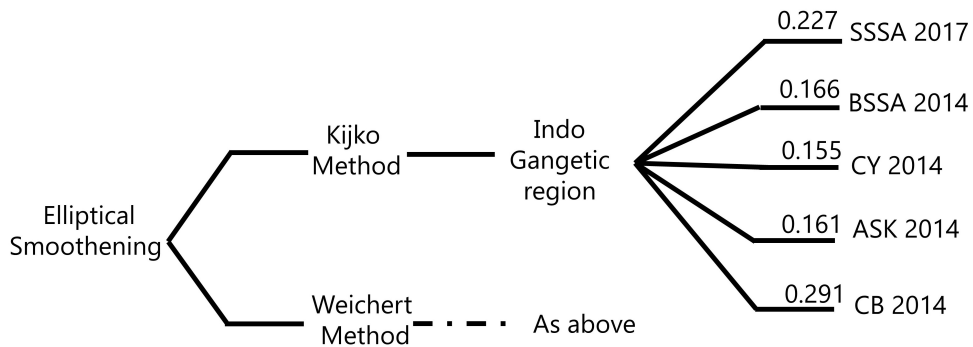 Elliptical
Smoothening
Kijko
Method
Weichert
Method
Indo
Gangetic
region
As above
0.227 SSSA 2017
0.166 BSSA 2014
0.155 CY 2014
0.161 ASK 2014
0.291 CB 2014